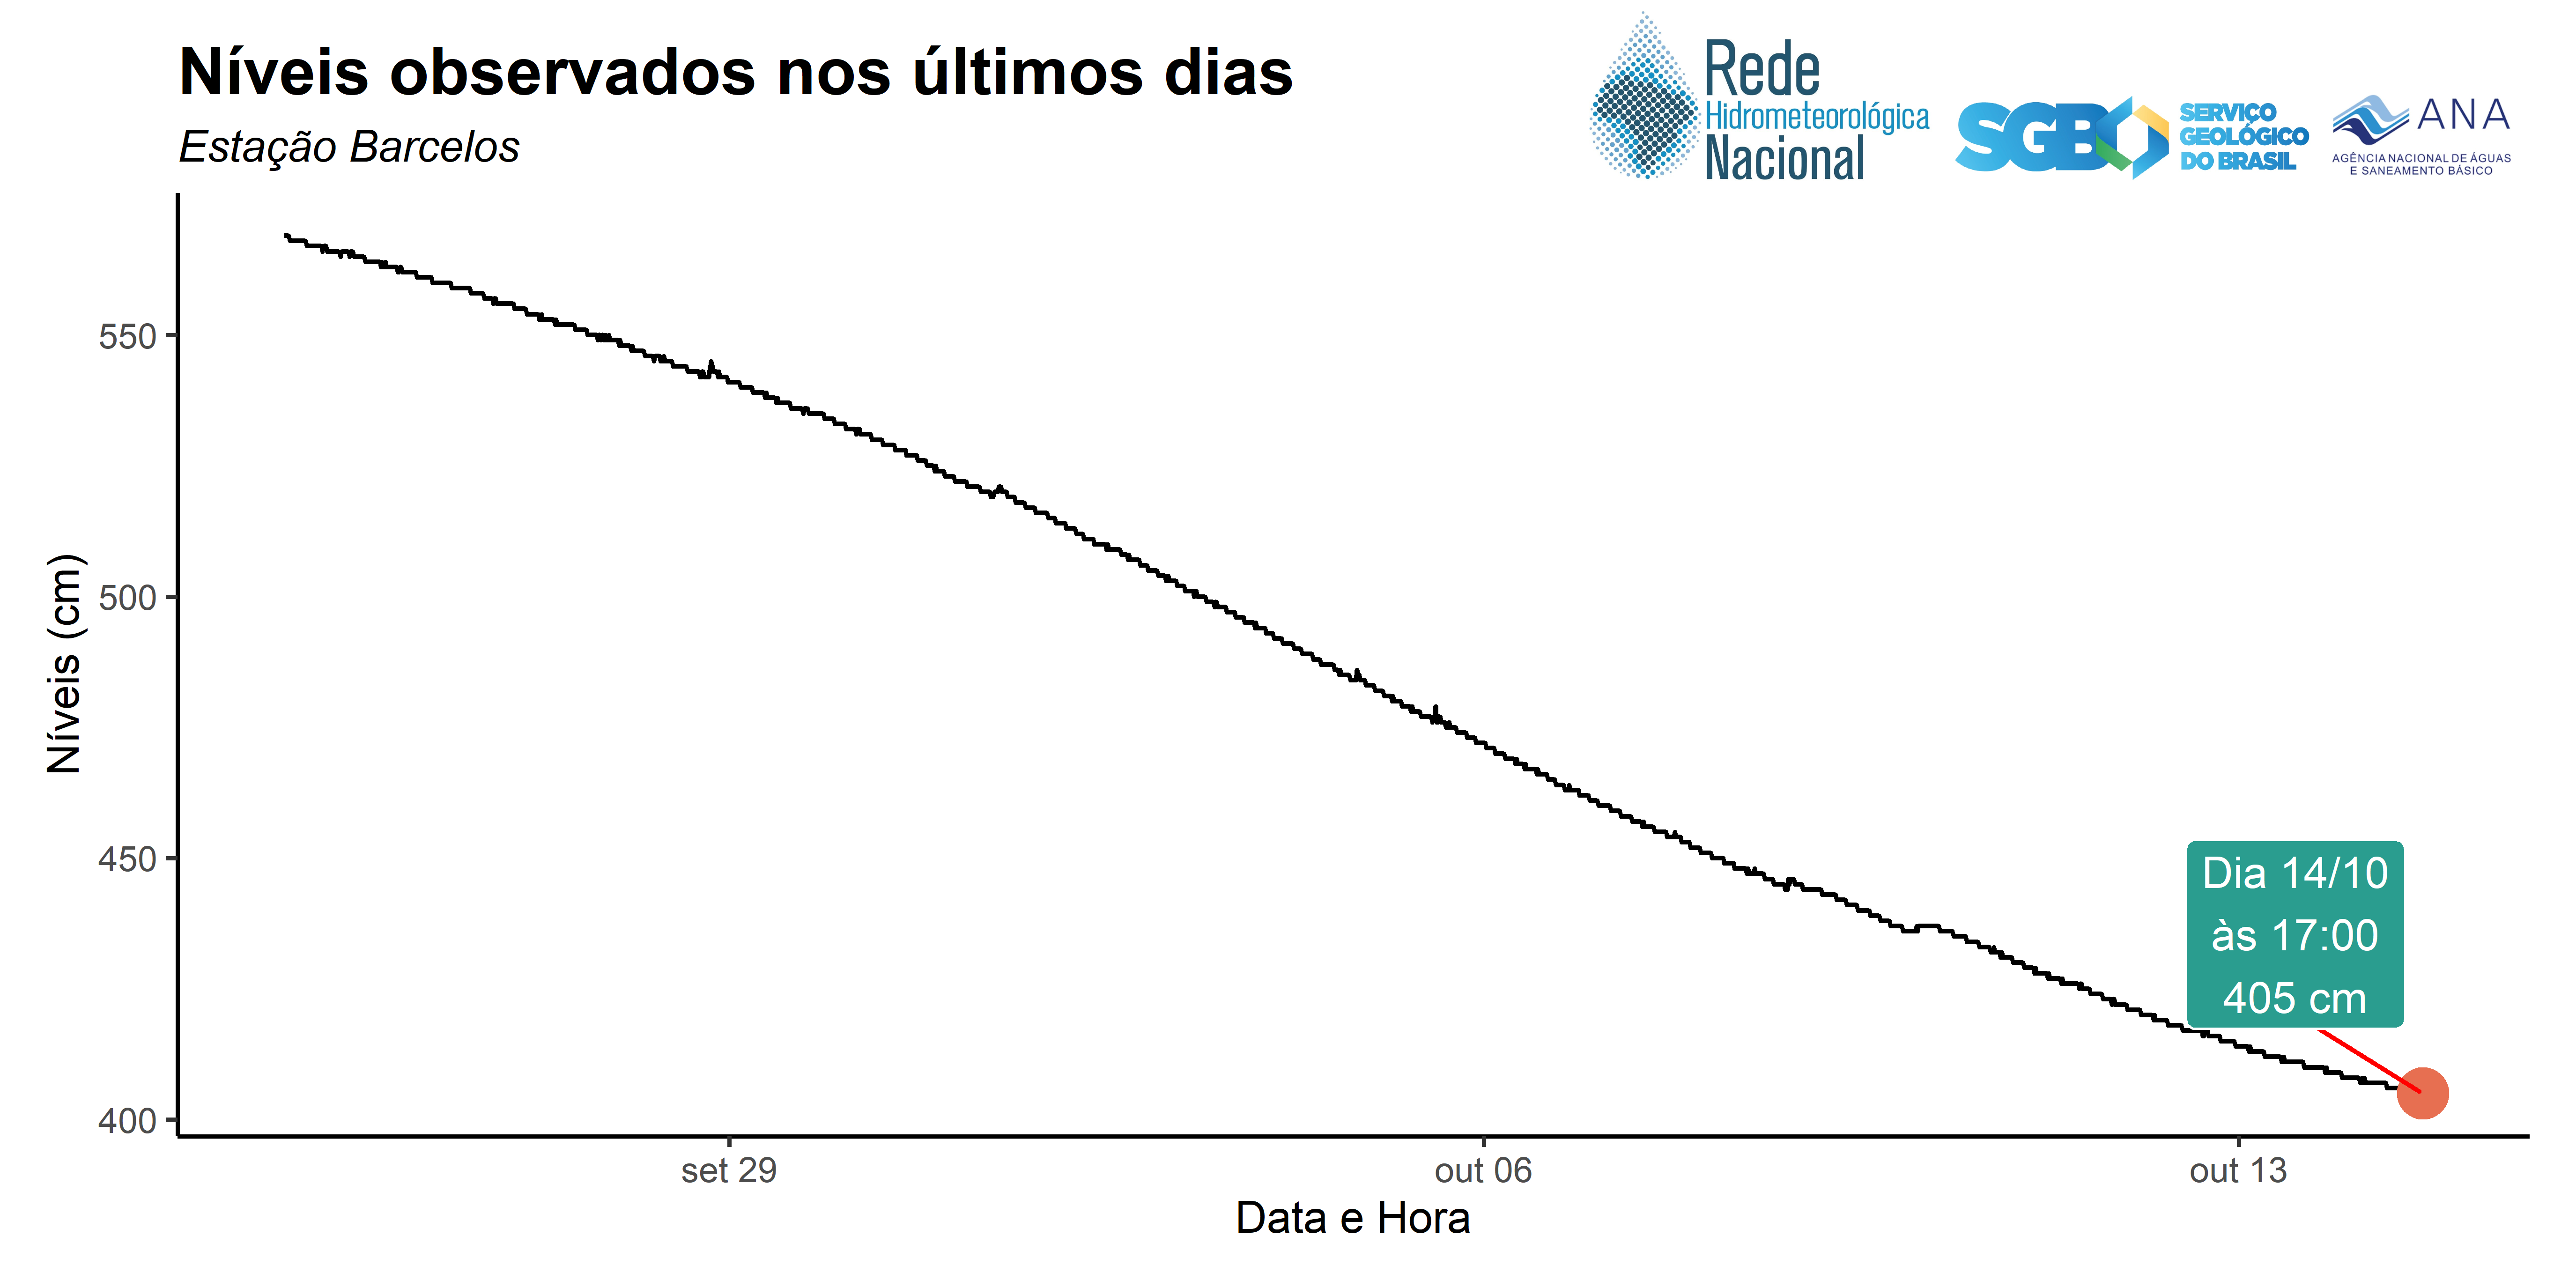 Níveis observados nos últimos dias
Estação Barcelos
Rede
Hidrometeorológica
Nacional
SGB
SERVIÇO
GEOLÓGICO
DO BRASIL
ANA
AGÊNCIA NACIONAL DE ÁGUAS
E SANEAMENTO BÁSICO
Níveis (cm)
550
500
450
400
Dia 14/10
às 17:00
405 cm
set 29
out 06
out 13
Data e Hora